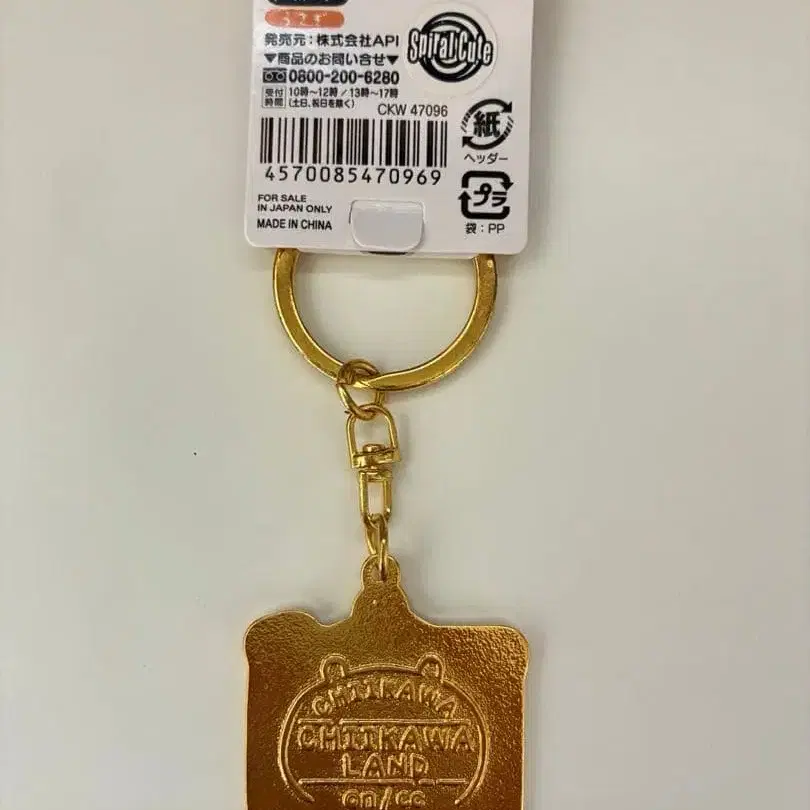 うさぎ
発売元:株式会社API
▼商品のお問い合せ▼
0800-200-6280
受付時間 10時～12時/13時～17時
(土日、祝日を除く)
CKW 47096
4570085470969
FOR SALE
IN JAPAN ONLY
MADE IN CHINA
Spiral Cute
紙
ヘッダー
プラ
袋:PP
CHIIKAWA
CHIIKAWA
LAND